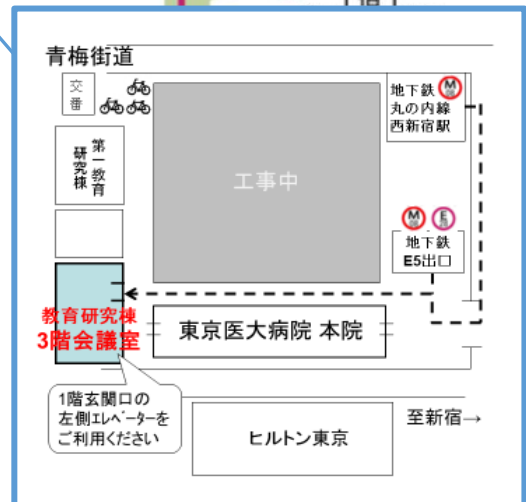 青梅街道
交
番
第一教育
研究棟
工事中
地下鉄 M
丸の内線
西新宿駅
M E
地下鉄
E5出口
教育研究棟
3階会議室
東京医大病院 本院
1階玄関口の
左側エレベーターを
ご利用ください
ヒルトン東京
至新宿→